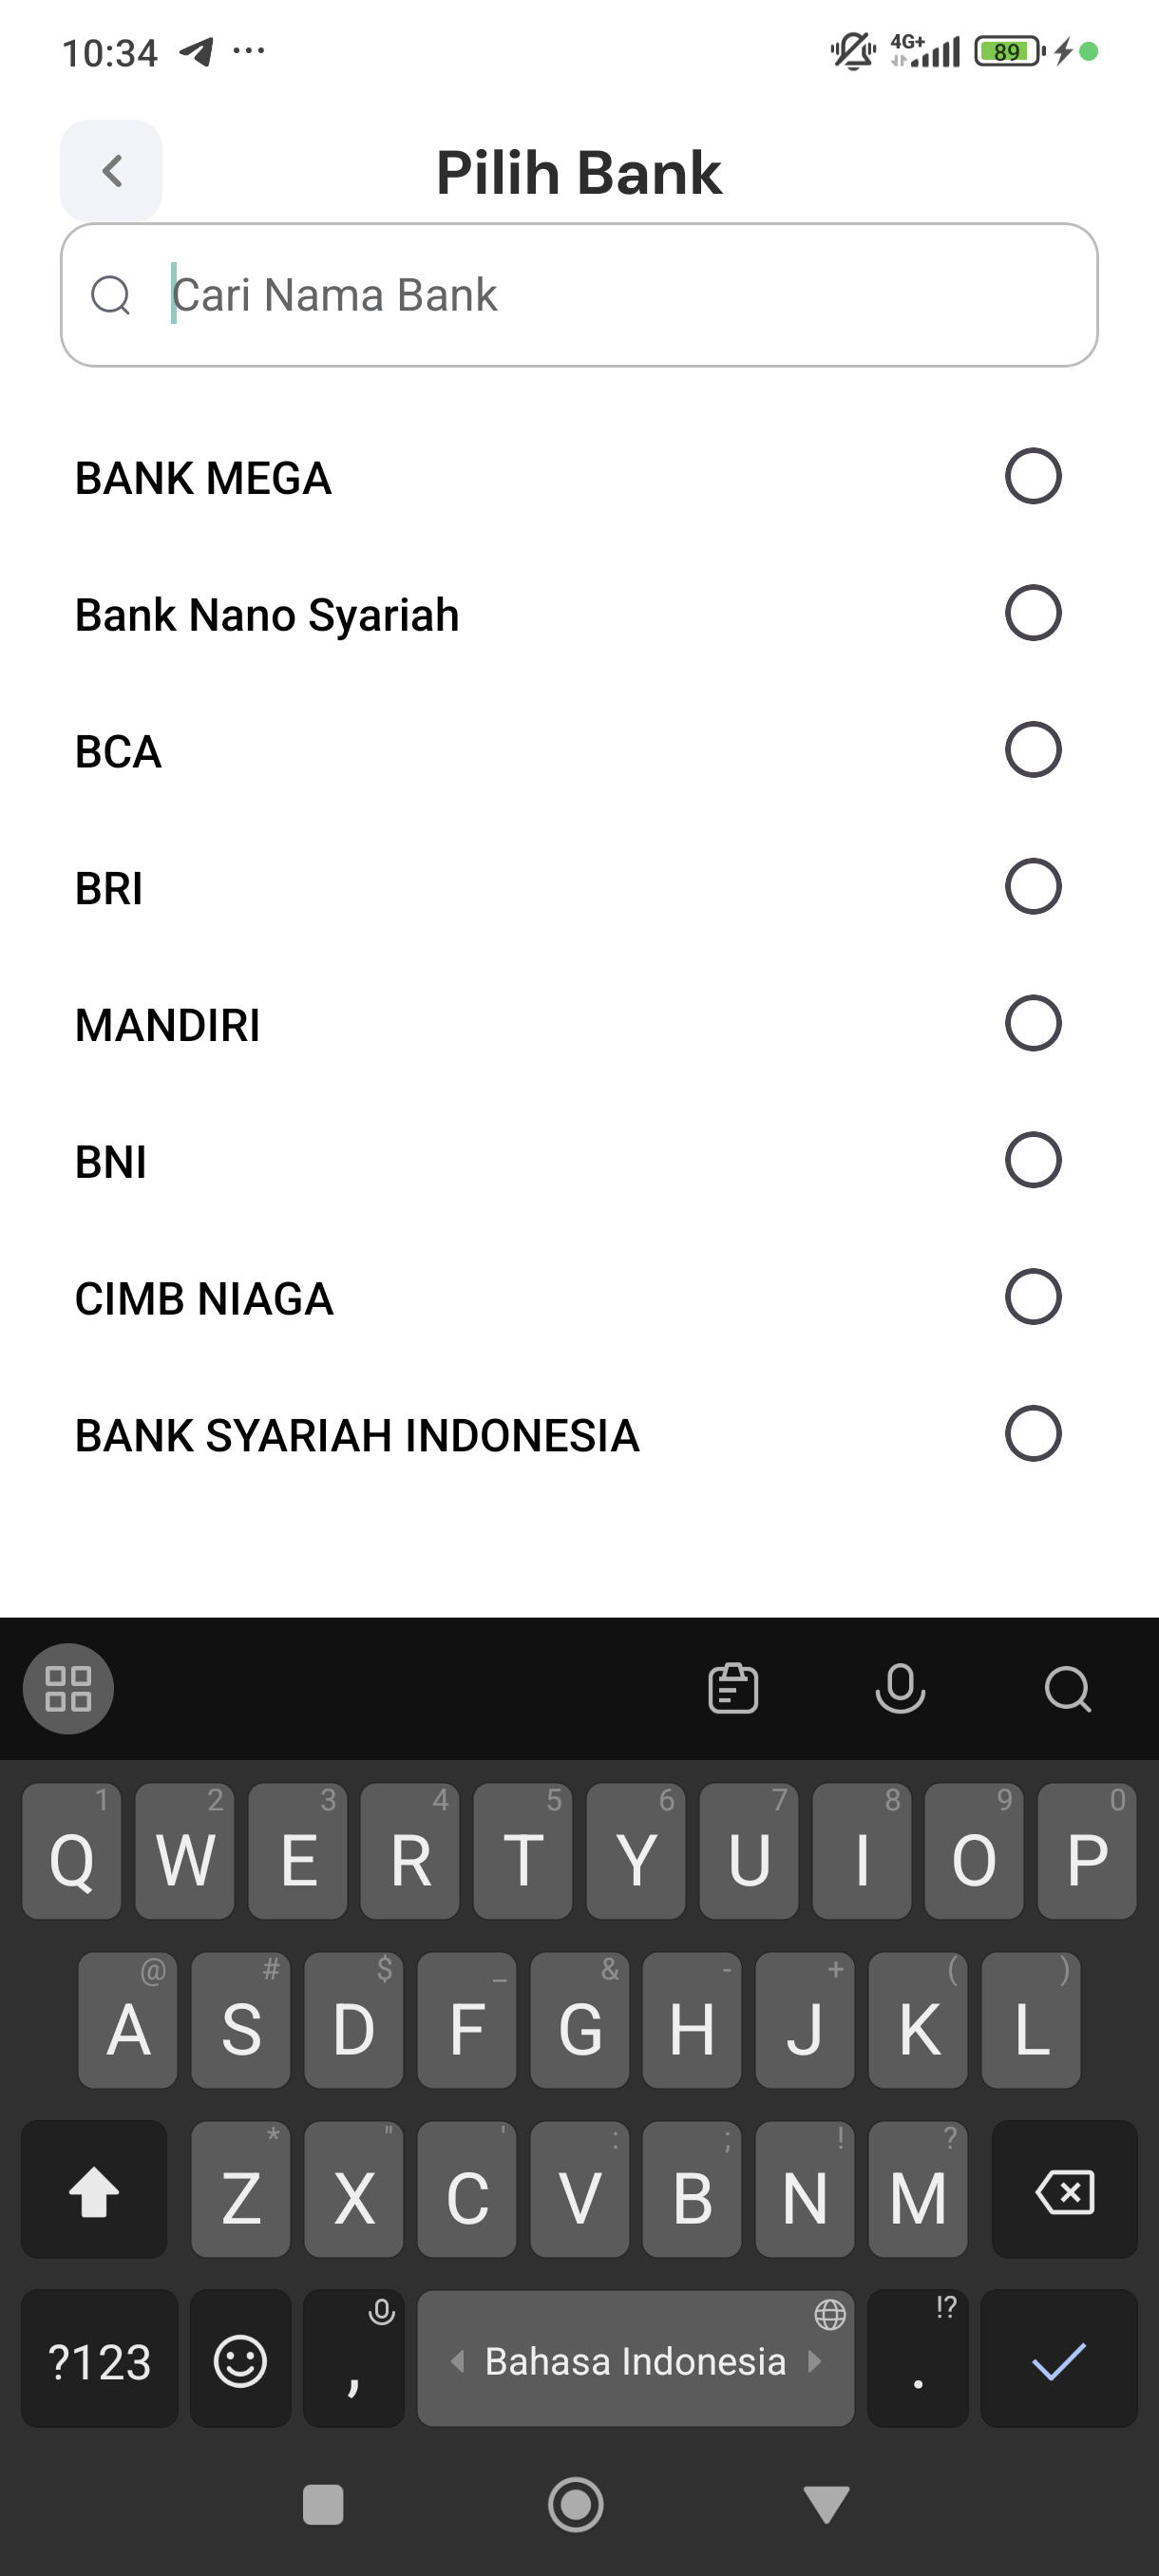 10:34 ... 4G+ 89
Pilih Bank
Cari Nama Bank
BANK MEGA
Bank Nano Syariah
BCA
BRI
MANDIRI
BNI
CIMB NIAGA
BANK SYARIAH INDONESIA
1 2 3 4 5 6 7 8 9 0
Q W E R T Y U I O P
@ # $ _ & - + ( )
A S D F G H J K L
* " ' : ; ! ?
Z X C V B N M
!?
?123 , Bahasa Indonesia .